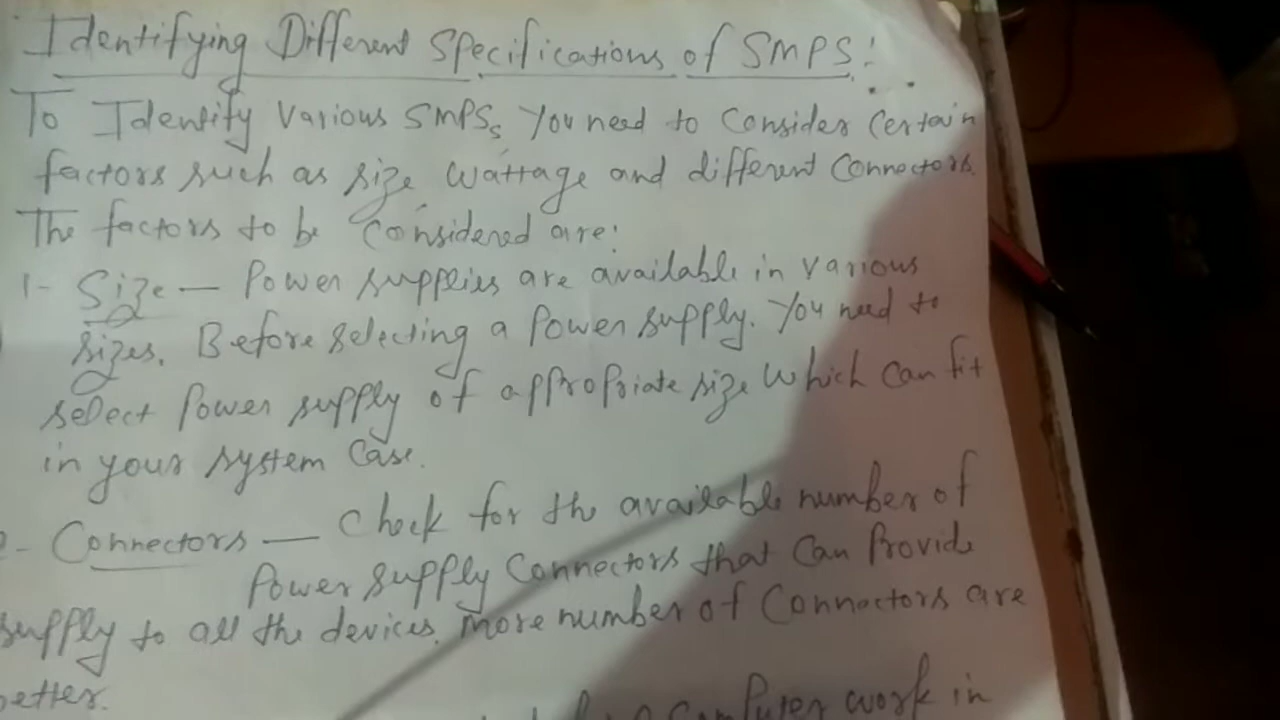 Identifying Different Specifications of SMPS:
To Identify various SMPSs You need to consider certain
factors such as size, wattage and different connectors.
The factors to be considered are:
1- Size — Power supplies are available in various
sizes. Before selecting a power supply. You need to
select power supply of appropriate size which can fit
in your system case.
2- Connectors — Check for the available number of
Power supply connectors that can provide
supply to all the devices. more number of connectors are
better.
computer work in